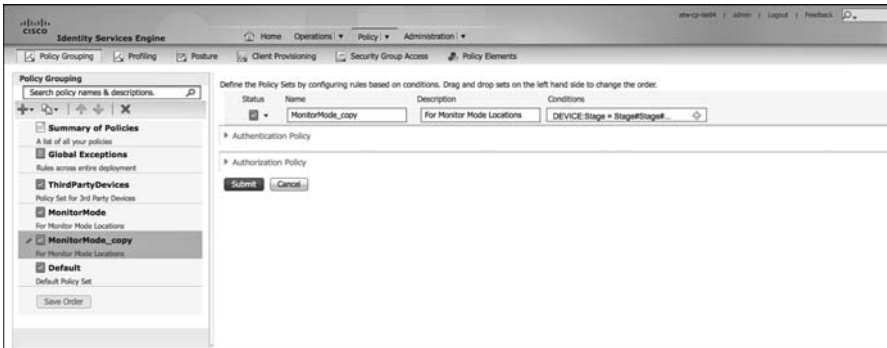 CISCO
Identity Services Engine
Home Operations Policy Administration
admin Logout Feedback
Policy Grouping Profiling Posture Client Provisioning Security Group Access Policy Elements
Policy Grouping
Search policy names & descriptions.
Summary of Policies
A list of all your policies
Global Exceptions
Rules across entire deployment
ThirdPartyDevices
Policy Set for 3rd Party Devices
MonitorMode
For Monitor Mode Locations
MonitorMode_copy
For Monitor Mode Locations
Default
Default Policy Set
Save Order
Define the Policy Sets by configuring rules based on conditions. Drag and drop sets on the left hand side to change the order.
Status Name Description Conditions
MonitorMode_copy For Monitor Mode Locations DEVICE:Stage = Stage#Stage#...
Authentication Policy
Authorization Policy
Submit Cancel